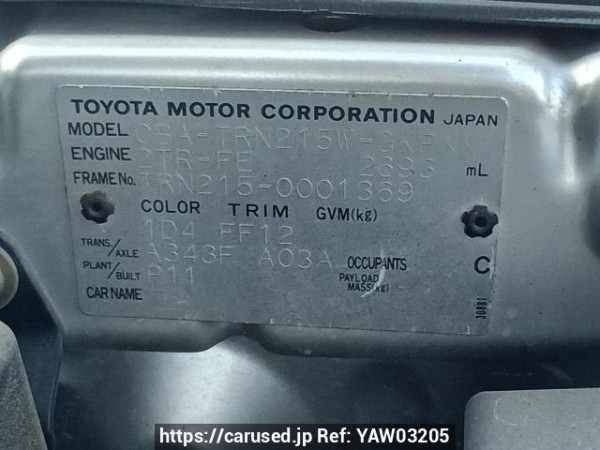 TOYOTA MOTOR CORPORATION JAPAN
MODEL CBA-TRN215W-GKPNK
ENGINE 2TR-FE 2693 mL
FRAME No. TRN215-0001369
COLOR TRIM GVM(kg)
1D4 FF12
TRANS./AXLE A343F A03A OCCUPANTS C
PLANT/BUILT P11 PAYLOAD MASS(kg)
CAR NAME
https://carused.jp Ref: YAW03205